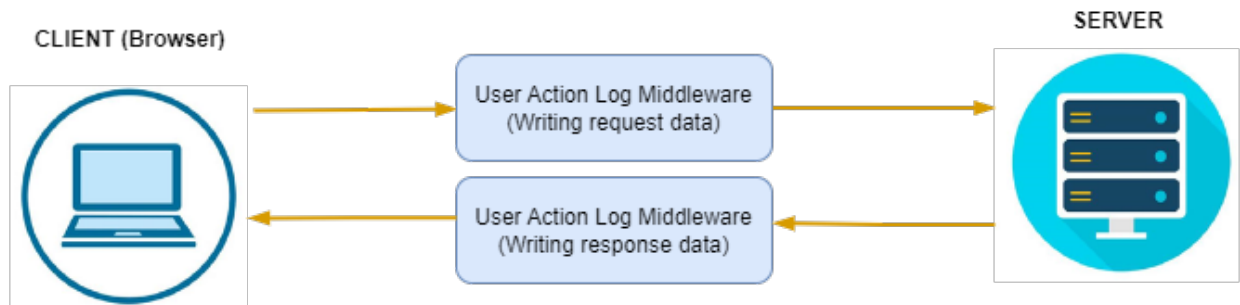 CLIENT (Browser)
SERVER
User Action Log Middleware
(Writing request data)
User Action Log Middleware
(Writing response data)